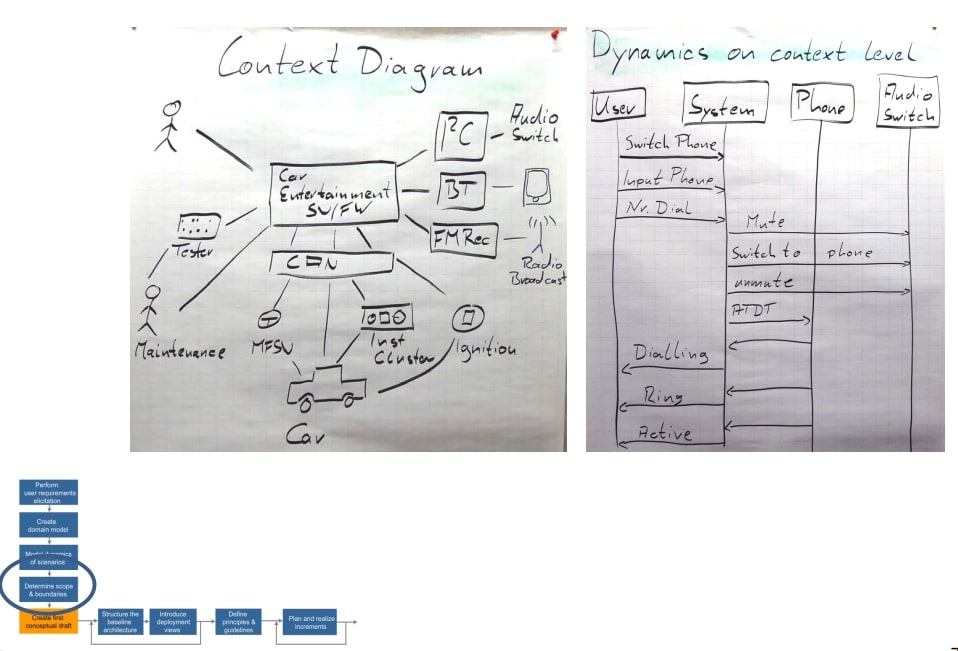 Context Diagram
I²C
Audio
Switch
Car
Entertainment
SW/FW
BT
FM Rec
Radio
Broadcast
Tester
CAN
Maintenance
Inst
Cluster
Ignition
Car
Dynamics on context level
User
System
Phone
Audio
Switch
Switch Phone
Input Phone
Nr. Dial
Mute
Switch to phone
unmute
ATDT
Dialling
Ring
Active
Perform
user requirements
elicitation
Create
domain model
Model dynamics
of scenarios
Determine scope
& boundaries
Create first
conceptual draft
Structure the
baseline
architecture
Introduce
deployment
views
Define
principles &
guidelines
Plan and realize
increments